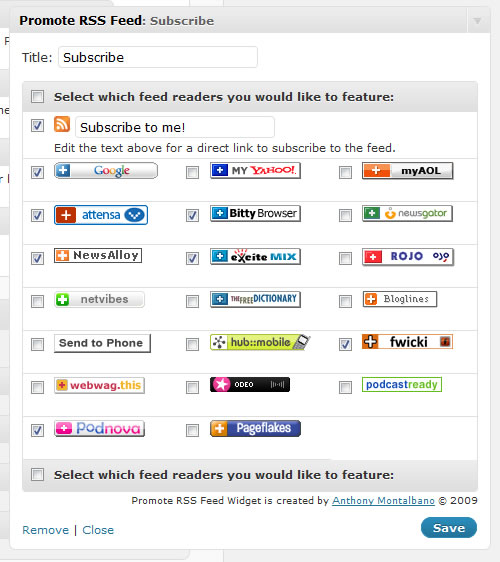 Promote RSS Feed: Subscribe
Title: Subscribe
Select which feed readers you would like to feature:
Subscribe to me!
Edit the text above for a direct link to subscribe to the feed.
Google MY YAHOO! myAOL
attensa Bitty Browser newsgator
NewsAlloy excite MIX ROJO
netvibes THEFREEDICTIONARY Bloglines
Send to Phone hub::mobile fwicki
webwag.this ODEO podcastready
Podnova Pageflakes
Select which feed readers you would like to feature:
Promote RSS Feed Widget is created by Anthony Montalbano © 2009
Remove | Close Save